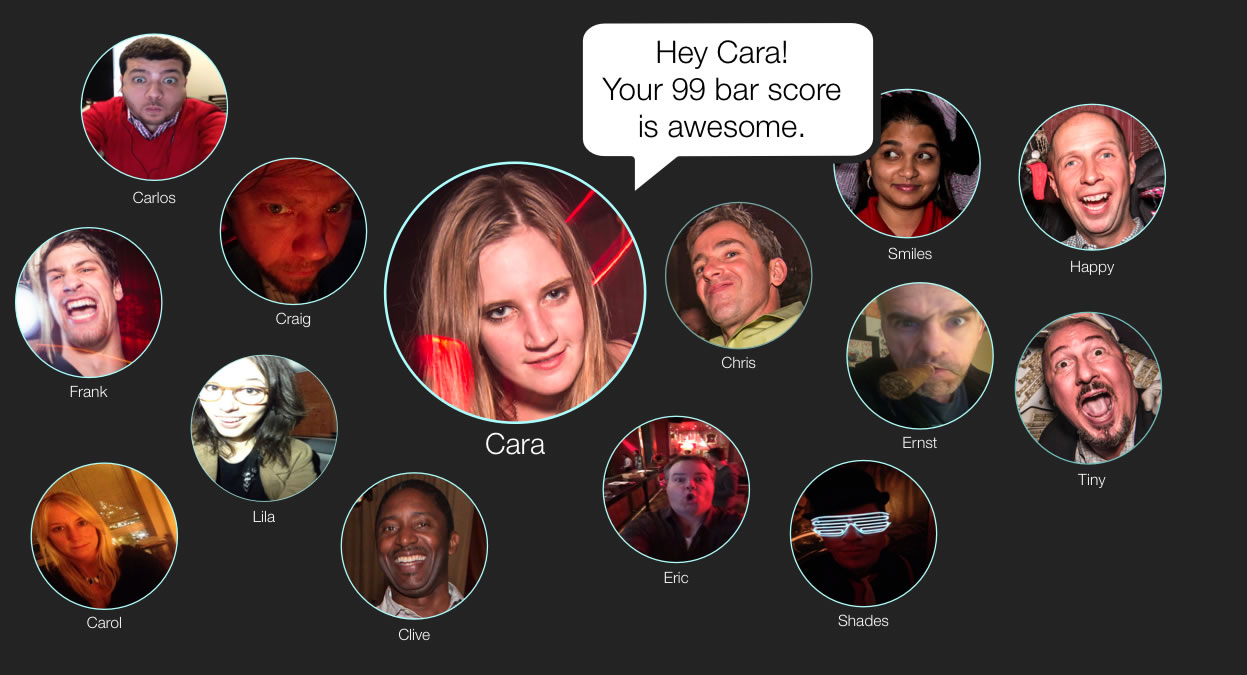 Hey Cara!
Your 99 bar score
is awesome.
Carlos
Craig
Smiles
Happy
Frank
Chris
Cara
Ernst
Tiny
Lila
Eric
Carol
Clive
Shades